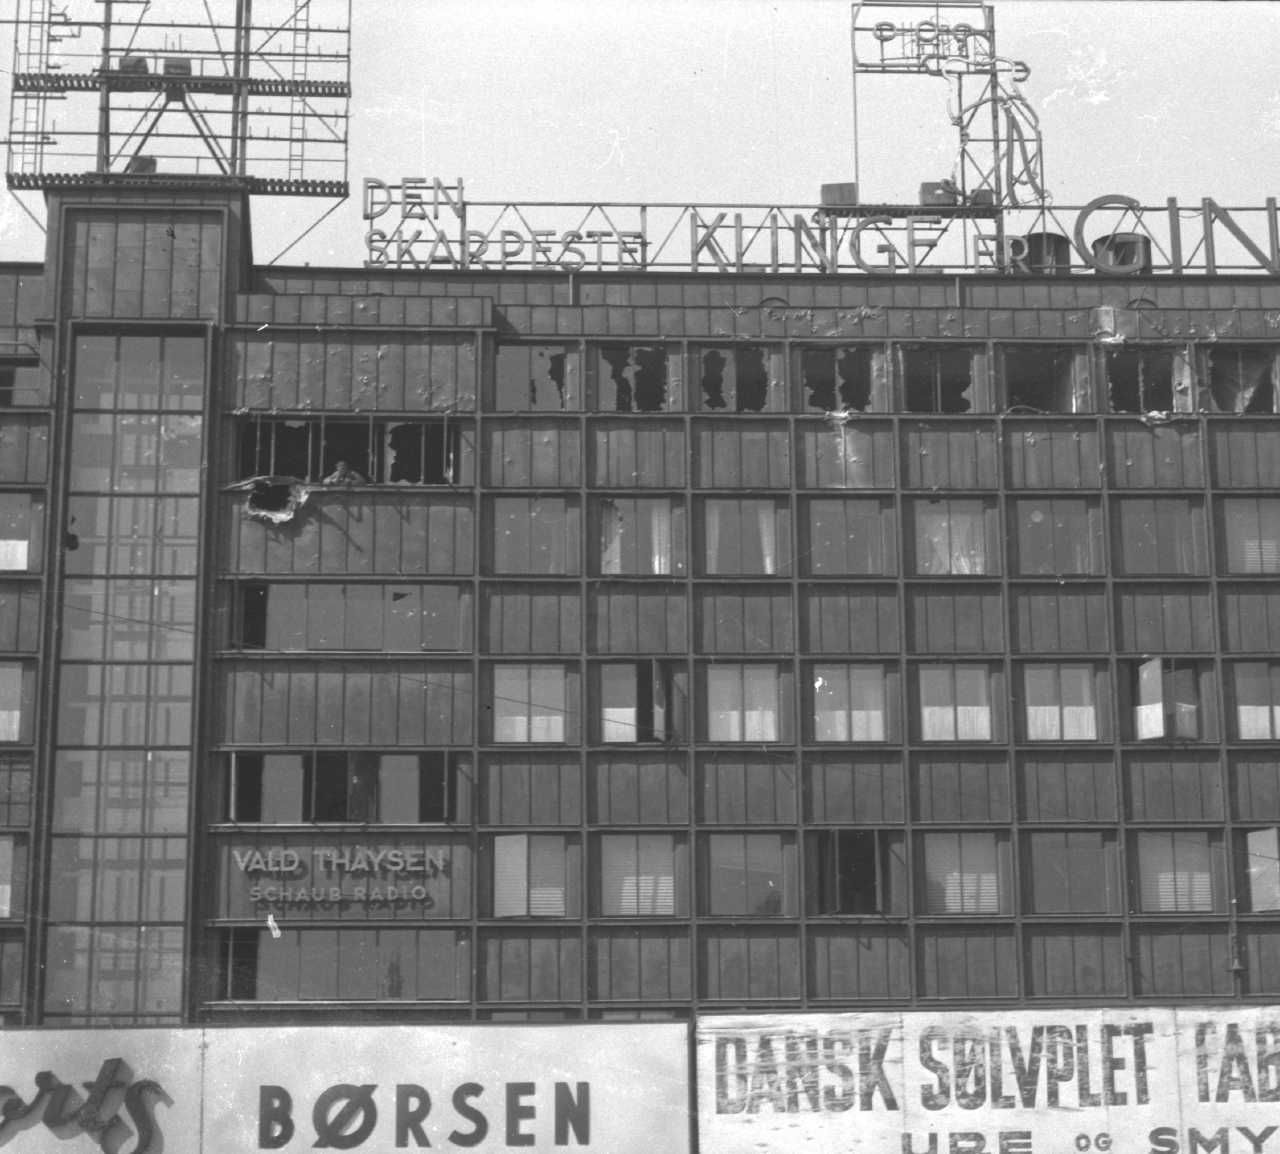 DEN
SKARPESTE KLINGE ER GIN
VALD THAYSEN
SCHAUB RADIO
BØRSEN
DANSK SØLVPLET FAB
URE OG SMY